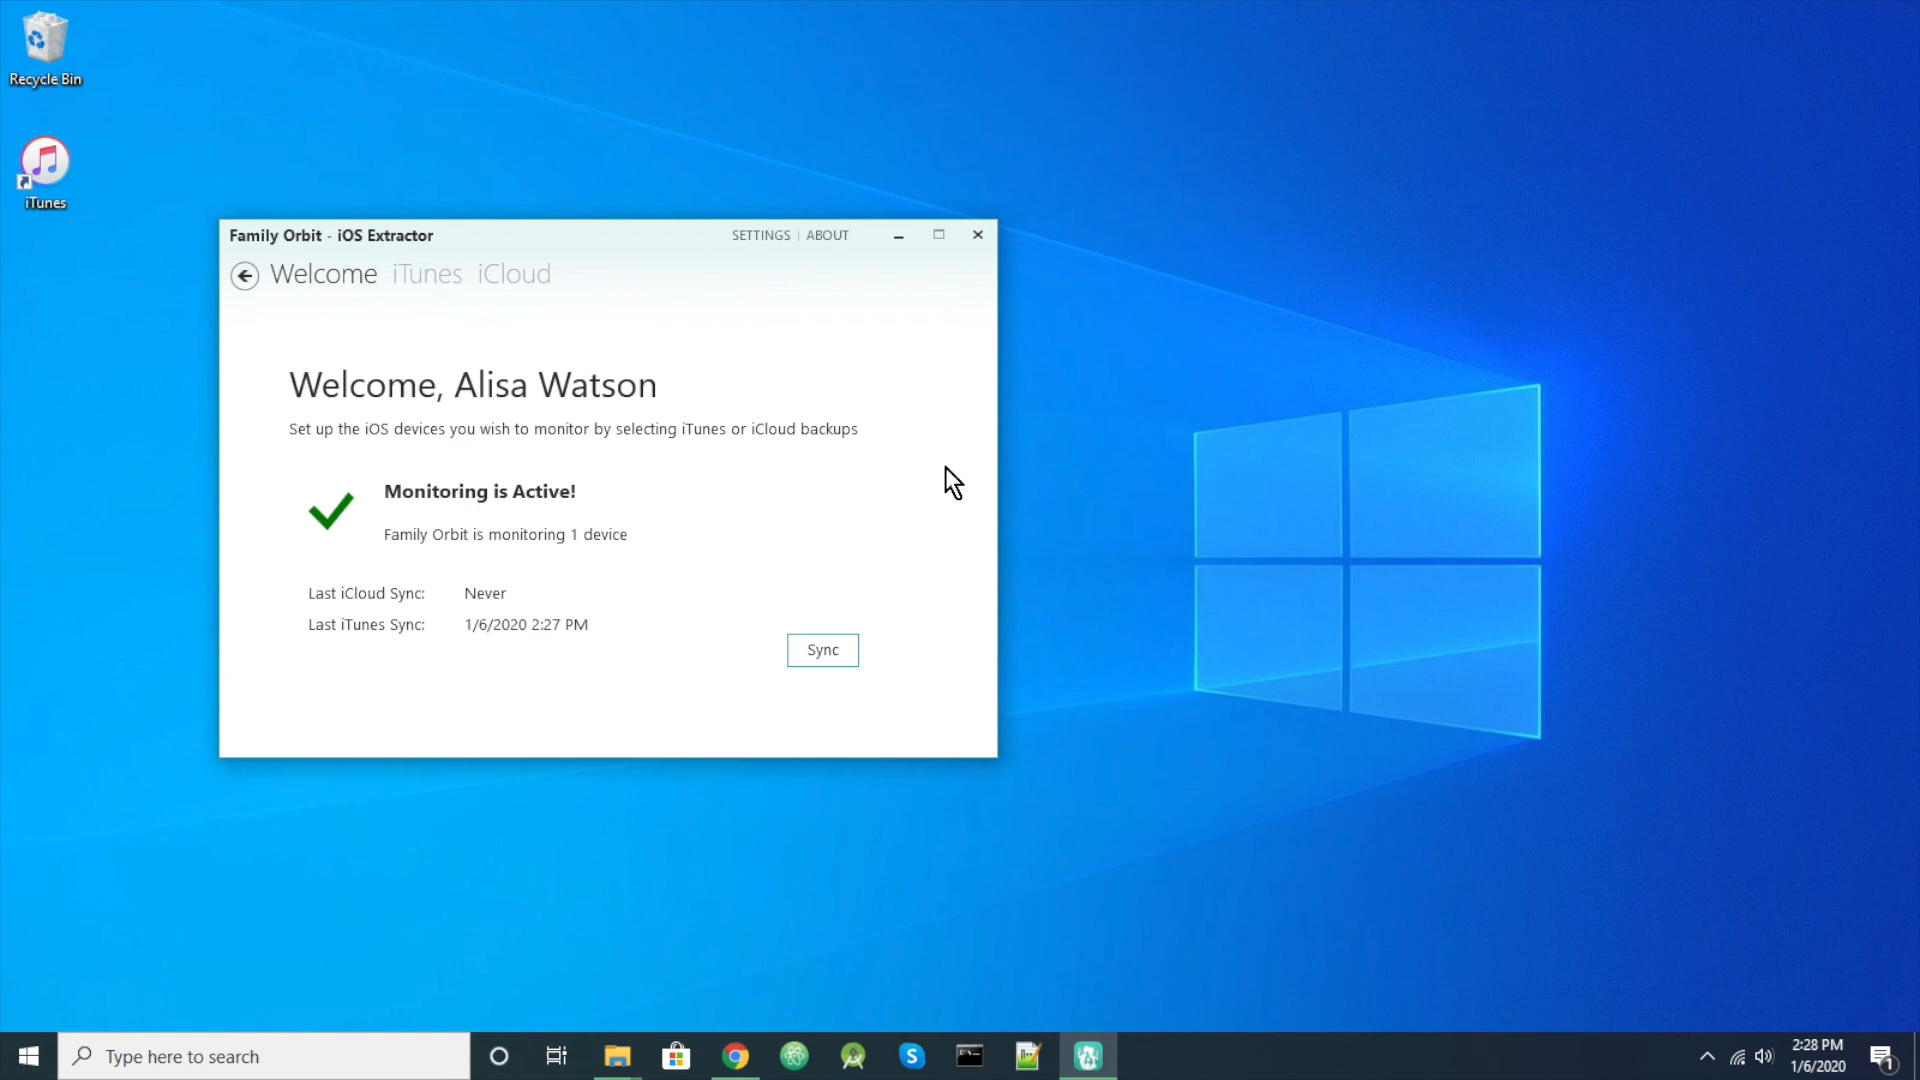 Recycle Bin
iTunes
Family Orbit - iOS Extractor
SETTINGS | ABOUT
Welcome iTunes iCloud
Welcome, Alisa Watson
Set up the iOS devices you wish to monitor by selecting iTunes or iCloud backups
Monitoring is Active!
Family Orbit is monitoring 1 device
Last iCloud Sync: Never
Last iTunes Sync: 1/6/2020 2:27 PM
Sync
Type here to search
2:28 PM
1/6/2020
1